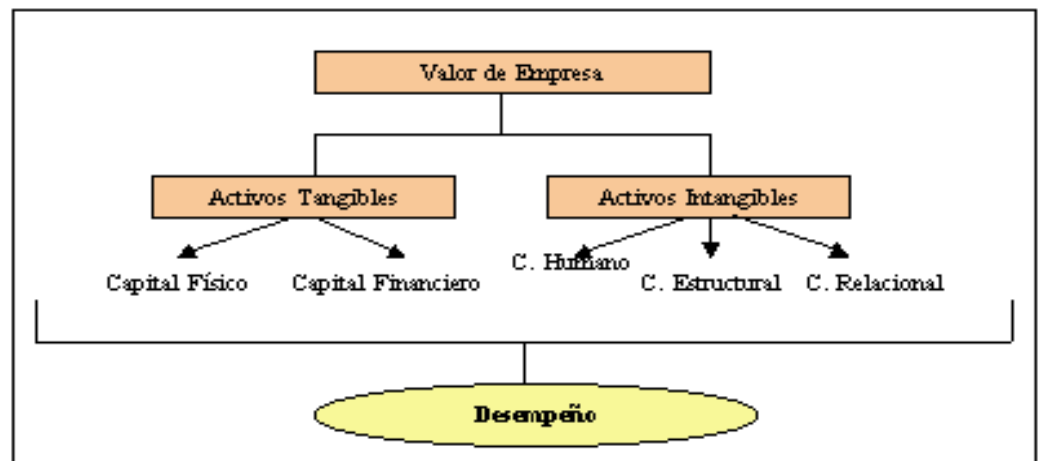 Valor de Empresa
Activos Tangibles
Activos Intangibles
Capital Físico
Capital Financiero
C. Humano
C. Estructural
C. Relacional
Desempeño